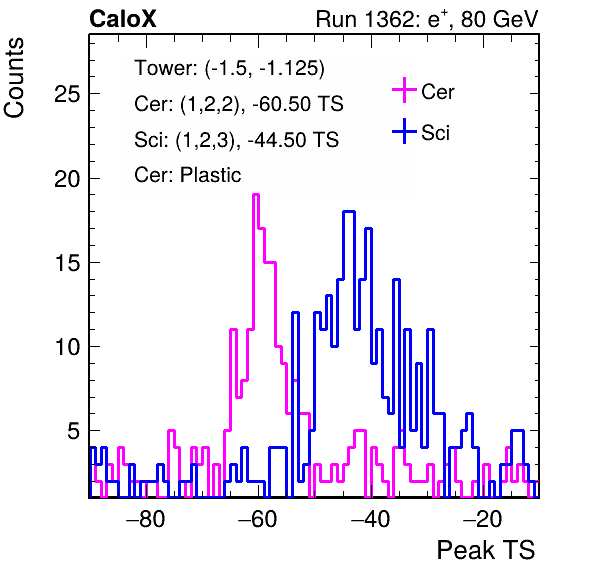 CaloX Run 1362: e+, 80 GeV
Counts
Tower: (-1.5, -1.125)
Cer: (1,2,2), -60.50 TS
Sci: (1,2,3), -44.50 TS
Cer: Plastic
Cer
Sci
25
20
15
10
5
−80 −60 −40 −20
Peak TS